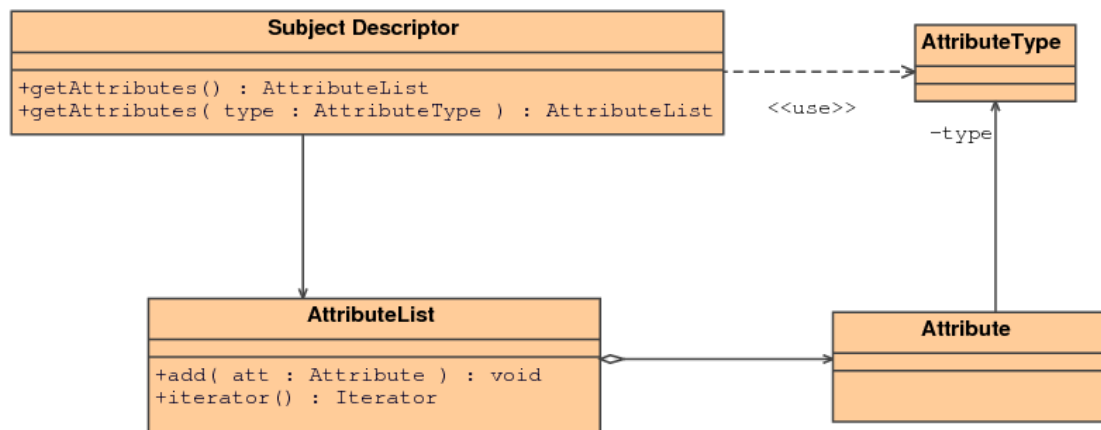 Subject Descriptor
+getAttributes() : AttributeList
+getAttributes( type : AttributeType ) : AttributeList
<<use>>
AttributeType
-type
AttributeList
+add( att : Attribute ) : void
+iterator() : Iterator
Attribute